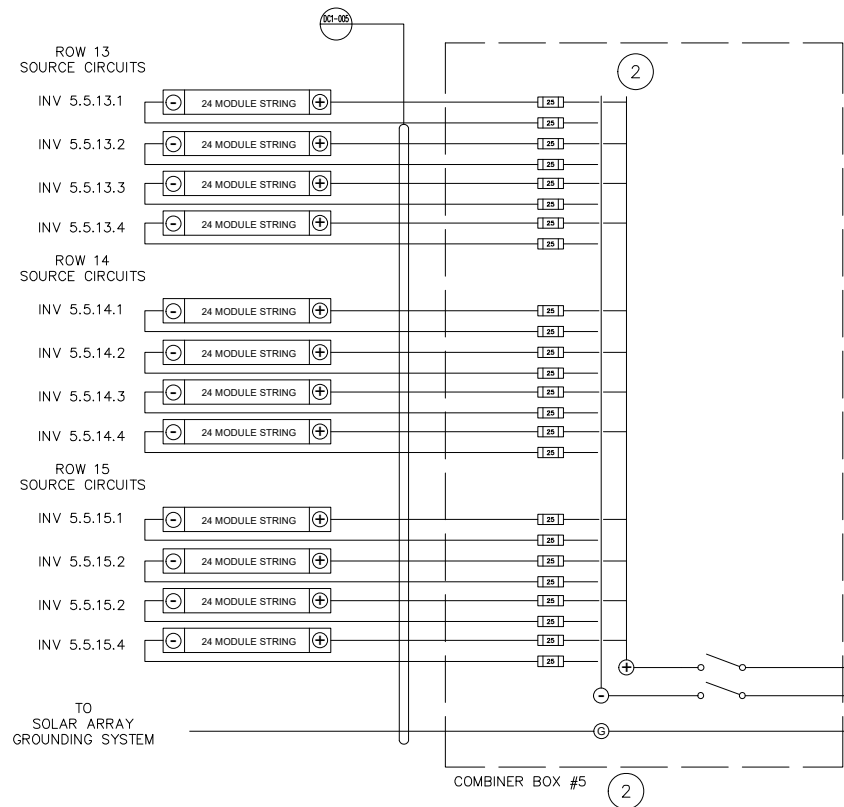 DC1-005
ROW 13
SOURCE CIRCUITS
2
INV 5.5.13.1
24 MODULE STRING
25
25
INV 5.5.13.2
24 MODULE STRING
25
25
INV 5.5.13.3
24 MODULE STRING
25
25
INV 5.5.13.4
24 MODULE STRING
25
25
ROW 14
SOURCE CIRCUITS
INV 5.5.14.1
24 MODULE STRING
25
25
INV 5.5.14.2
24 MODULE STRING
25
25
INV 5.5.14.3
24 MODULE STRING
25
25
INV 5.5.14.4
24 MODULE STRING
25
25
ROW 15
SOURCE CIRCUITS
INV 5.5.15.1
24 MODULE STRING
25
25
INV 5.5.15.2
24 MODULE STRING
25
25
INV 5.5.15.2
24 MODULE STRING
25
25
INV 5.5.15.4
24 MODULE STRING
25
25
TO
SOLAR ARRAY
GROUNDING SYSTEM
G
COMBINER BOX #5
2